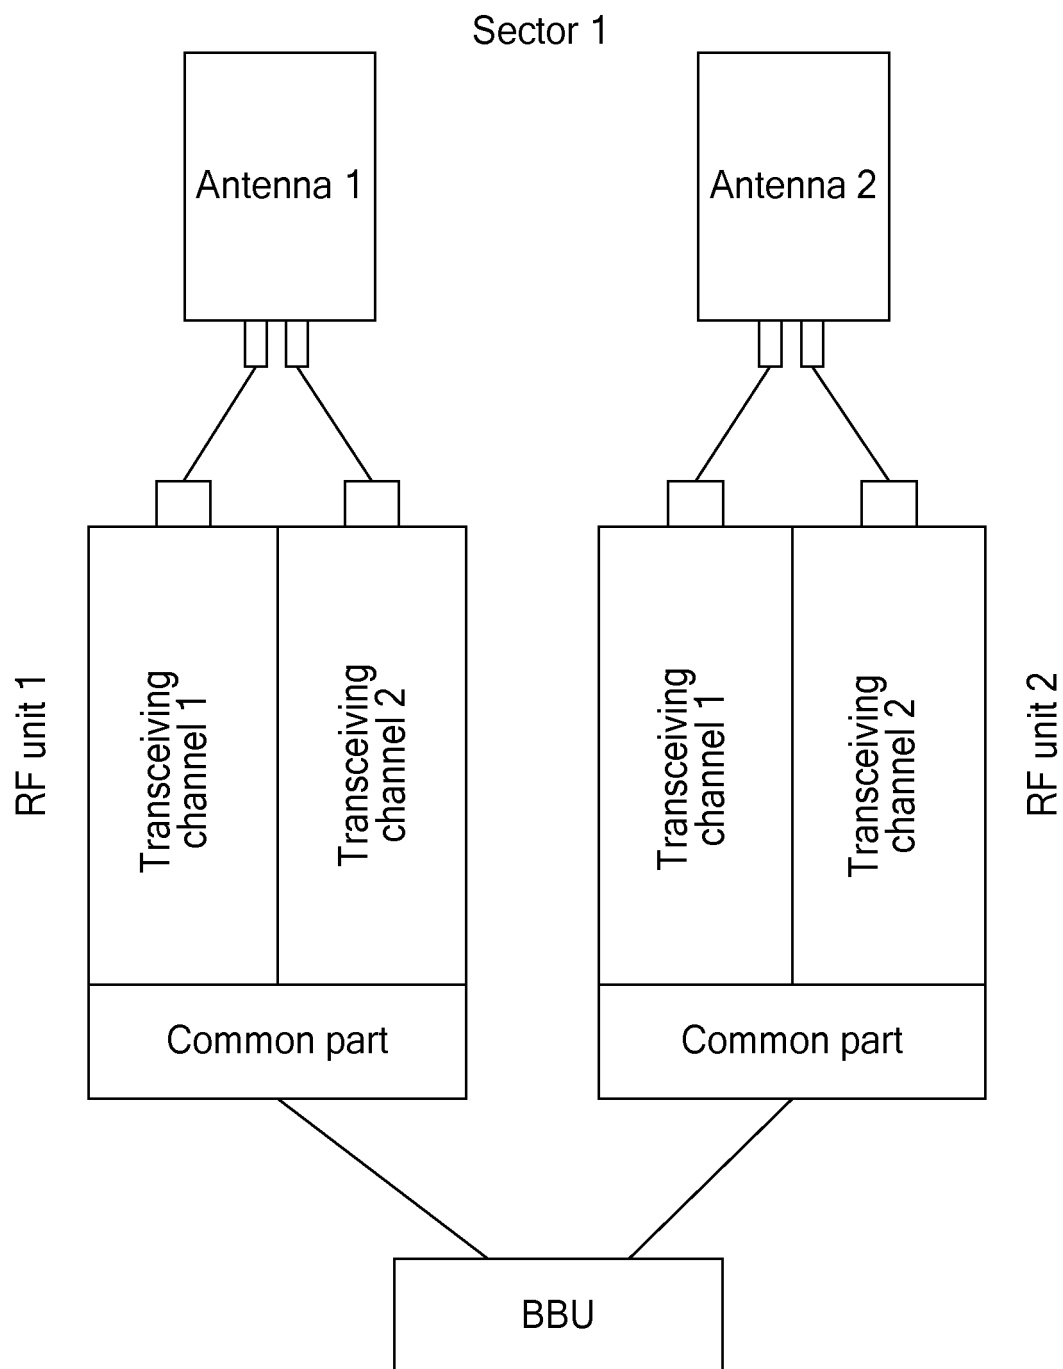 Sector 1
Antenna 1
Antenna 2
RF unit 1
Transceiving
channel 1
Transceiving
channel 2
Transceiving
channel 1
Transceiving
channel 2
RF unit 2
Common part
Common part
BBU